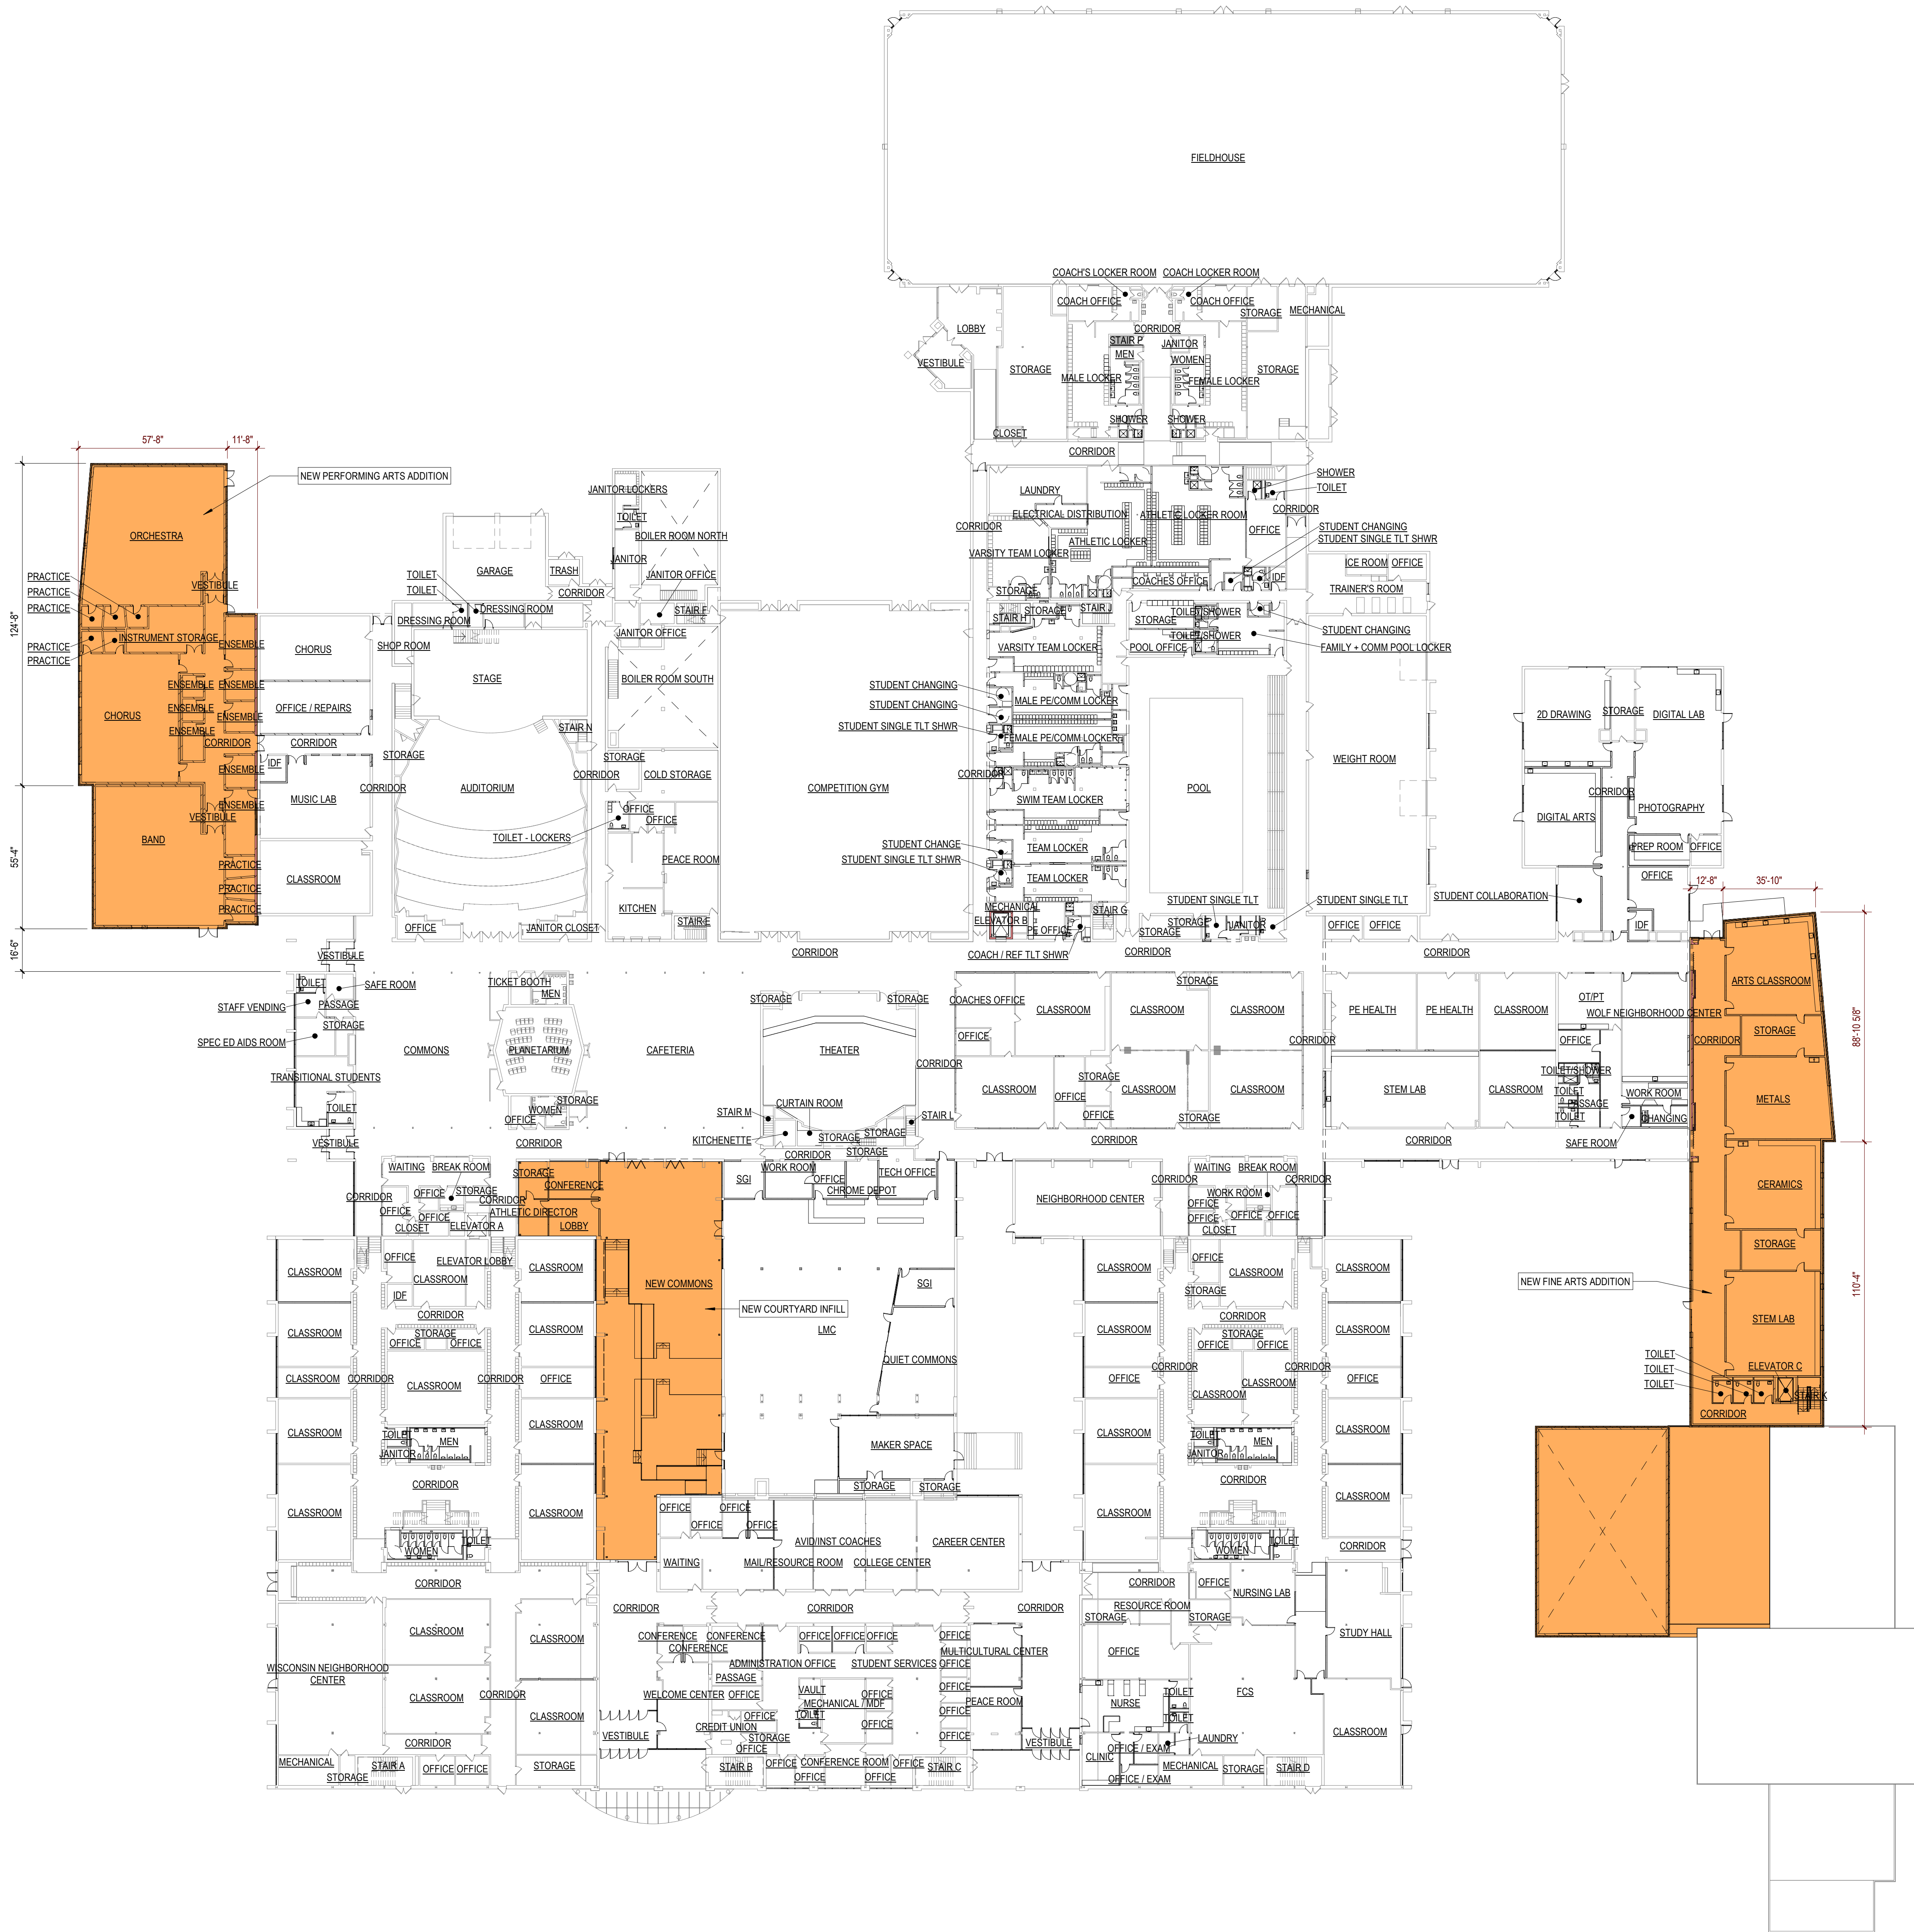 FIELDHOUSE
COACH'S LOCKER ROOM
COACH LOCKER ROOM
COACH OFFICE
COACH OFFICE
STORAGE
MECHANICAL
LOBBY
CORRIDOR
STAIR P
JANITOR
MEN
WOMEN
VESTIBULE
STORAGE
MALE LOCKER
FEMALE LOCKER
STORAGE
SHOWER
SHOWER
CLOSET
CORRIDOR
57'-8"
11'-8"
NEW PERFORMING ARTS ADDITION
ORCHESTRA
PRACTICE
PRACTICE
PRACTICE
PRACTICE
PRACTICE
VESTIBULE
INSTRUMENT STORAGE
124'-8"
ENSEMBLE
ENSEMBLE
ENSEMBLE
ENSEMBLE
ENSEMBLE
ENSEMBLE
CHORUS
CORRIDOR
ENSEMBLE
ENSEMBLE
VESTIBULE
BAND
55'-4"
PRACTICE
PRACTICE
PRACTICE
16'-6"
CHORUS
OFFICE / REPAIRS
CORRIDOR
IDF
MUSIC LAB
CLASSROOM
CORRIDOR
SHOP ROOM
STORAGE
TOILET
TOILET
DRESSING ROOM
DRESSING ROOM
STAGE
STAIR N
AUDITORIUM
CORRIDOR
OFFICE
JANITOR CLOSET
GARAGE
TRASH
CORRIDOR
JANITOR LOCKERS
TOILET
BOILER ROOM NORTH
JANITOR
JANITOR OFFICE
STAIR F
JANITOR OFFICE
BOILER ROOM SOUTH
STORAGE
COLD STORAGE
OFFICE
OFFICE
TOILET - LOCKERS
PEACE ROOM
KITCHEN
STAIR E
COMPETITION GYM
LAUNDRY
ELECTRICAL DISTRIBUTION
ATHLETIC LOCKER ROOM
CORRIDOR
ATHLETIC LOCKER
VARSITY TEAM LOCKER
SHOWER
TOILET
CORRIDOR
OFFICE
STUDENT CHANGING
STUDENT SINGLE TLT SHWR
COACHES OFFICE
IDF
STORAGE
STORAGE
STAIR J
STAIR H
STORAGE
TOILET/SHOWER
TOILET/SHOWER
STUDENT CHANGING
FAMILY + COMM POOL LOCKER
VARSITY TEAM LOCKER
POOL OFFICE
STUDENT CHANGING
STUDENT CHANGING
MALE PE/COMM LOCKER
STUDENT SINGLE TLT SHWR
FEMALE PE/COMM LOCKER
CORRIDOR
SWIM TEAM LOCKER
POOL
STUDENT CHANGE
TEAM LOCKER
STUDENT SINGLE TLT SHWR
TEAM LOCKER
MECHANICAL
ELEVATOR B
STAIR G
PE OFFICE
COACH / REF TLT SHWR
STUDENT SINGLE TLT
STUDENT SINGLE TLT
STORAGE
STORAGE
JANITOR
ICE ROOM
OFFICE
TRAINER'S ROOM
WEIGHT ROOM
OFFICE
OFFICE
2D DRAWING
STORAGE
DIGITAL LAB
CORRIDOR
DIGITAL ARTS
PHOTOGRAPHY
PREP ROOM
OFFICE
OFFICE
STUDENT COLLABORATION
IDF
12'-8"
35'-10"
CORRIDOR
CORRIDOR
CORRIDOR
ARTS CLASSROOM
STORAGE
CORRIDOR
METALS
CERAMICS
STORAGE
88'-10 5/8"
110'-4"
NEW FINE ARTS ADDITION
STEM LAB
TOILET
TOILET
TOILET
ELEVATOR C
STAIR K
CORRIDOR
VESTIBULE
TOILET
SAFE ROOM
STAFF VENDING
PASSAGE
STORAGE
SPEC ED AIDS ROOM
TRANSITIONAL STUDENTS
TOILET
VESTIBULE
COMMONS
TICKET BOOTH
MEN
PLANETARIUM
WOMEN
STORAGE
OFFICE
CAFETERIA
CORRIDOR
STORAGE
STORAGE
THEATER
CURTAIN ROOM
STAIR M
STAIR L
KITCHENETTE
STORAGE
STORAGE
STORAGE
CORRIDOR
CORRIDOR
COACHES OFFICE
OFFICE
CLASSROOM
CLASSROOM
STORAGE
CLASSROOM
CLASSROOM
OFFICE
STORAGE
OFFICE
CLASSROOM
CLASSROOM
STORAGE
CORRIDOR
CORRIDOR
PE HEALTH
PE HEALTH
CLASSROOM
STEM LAB
CLASSROOM
OT/PT
WOLF NEIGHBORHOOD CENTER
OFFICE
TOILET/SHOWER
TOILET
PASSAGE
TOILET
WORK ROOM
CHANGING
SAFE ROOM
CORRIDOR
WAITING
BREAK ROOM
CORRIDOR
OFFICE
STORAGE
OFFICE
OFFICE
CORRIDOR
CLOSET
ELEVATOR A
STORAGE
CONFERENCE
ATHLETIC DIRECTOR
LOBBY
SGI
WORK ROOM
OFFICE
TECH OFFICE
CHROME DEPOT
NEIGHBORHOOD CENTER
CORRIDOR
WAITING
BREAK ROOM
CORRIDOR
WORK ROOM
OFFICE
OFFICE
OFFICE
OFFICE
CLOSET
CLASSROOM
CLASSROOM
CLASSROOM
CLASSROOM
CLASSROOM
OFFICE
CLASSROOM
ELEVATOR LOBBY
IDF
CORRIDOR
STORAGE
OFFICE
OFFICE
CORRIDOR
CLASSROOM
CORRIDOR
TOILET
JANITOR
MEN
CORRIDOR
WOMEN
TOILET
CLASSROOM
CLASSROOM
OFFICE
CLASSROOM
CLASSROOM
NEW COMMONS
NEW COURTYARD INFILL
LMC
SGI
QUIET COMMONS
MAKER SPACE
STORAGE
STORAGE
CLASSROOM
CLASSROOM
OFFICE
CLASSROOM
CLASSROOM
OFFICE
CLASSROOM
STORAGE
CORRIDOR
STORAGE
OFFICE
OFFICE
CORRIDOR
CLASSROOM
CLASSROOM
CORRIDOR
TOILET
JANITOR
MEN
CORRIDOR
WOMEN
TOILET
CLASSROOM
CLASSROOM
OFFICE
CLASSROOM
CLASSROOM
CORRIDOR
OFFICE
OFFICE
OFFICE
OFFICE
WAITING
MAIL/RESOURCE ROOM
AVID/INST COACHES
COLLEGE CENTER
CAREER CENTER
CORRIDOR
CORRIDOR
CORRIDOR
CORRIDOR
WISCONSIN NEIGHBORHOOD
CENTER
CLASSROOM
CLASSROOM
CORRIDOR
CORRIDOR
CLASSROOM
CLASSROOM
MECHANICAL
STORAGE
STAIR A
OFFICE
OFFICE
STORAGE
CONFERENCE
CONFERENCE
CONFERENCE
ADMINISTRATION OFFICE
PASSAGE
WELCOME CENTER
OFFICE
VESTIBULE
CREDIT UNION
OFFICE
STORAGE
OFFICE
STAIR B
OFFICE
OFFICE
OFFICE
STUDENT SERVICES
VAULT
MECHANICAL / MDF
TOILET
OFFICE
OFFICE
OFFICE
CONFERENCE ROOM
OFFICE
OFFICE
OFFICE
STAIR C
OFFICE
OFFICE
OFFICE
OFFICE
OFFICE
MULTICULTURAL CENTER
PEACE ROOM
VESTIBULE
CORRIDOR
OFFICE
NURSING LAB
RESOURCE ROOM
STORAGE
STORAGE
OFFICE
STUDY HALL
NURSE
TOILET
TOILET
FCS
LAUNDRY
CLINIC
OFFICE / EXAM
OFFICE / EXAM
MECHANICAL
STORAGE
STAIR D
CLASSROOM